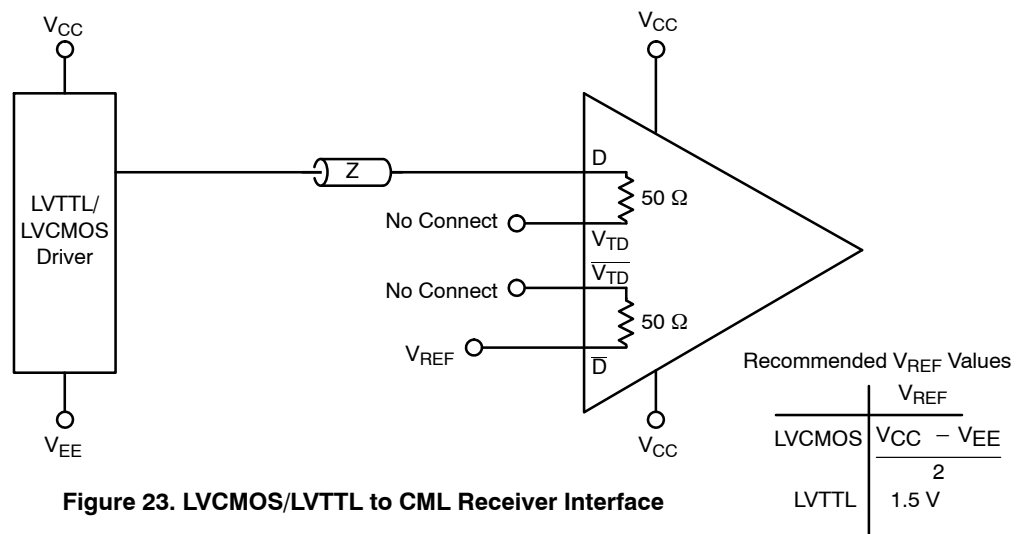 VCC
VCC
LVTTL/
LVCMOS
Driver
Z
D
50 Ω
No Connect
VTD
V̅T̅D̅
No Connect
50 Ω
VREF
D̅
VEE
VCC
Recommended VREF Values
VREF
LVCMOS
VCC – VEE
2
LVTTL
1.5 V
Figure 23. LVCMOS/LVTTL to CML Receiver Interface